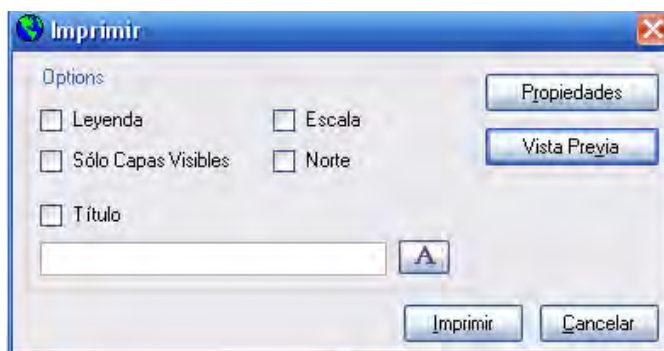 Imprimir
Options
Propiedades
Leyenda
Escala
Vista Previa
Sólo Capas Visibles
Norte
Título
A
Imprimir
Cancelar